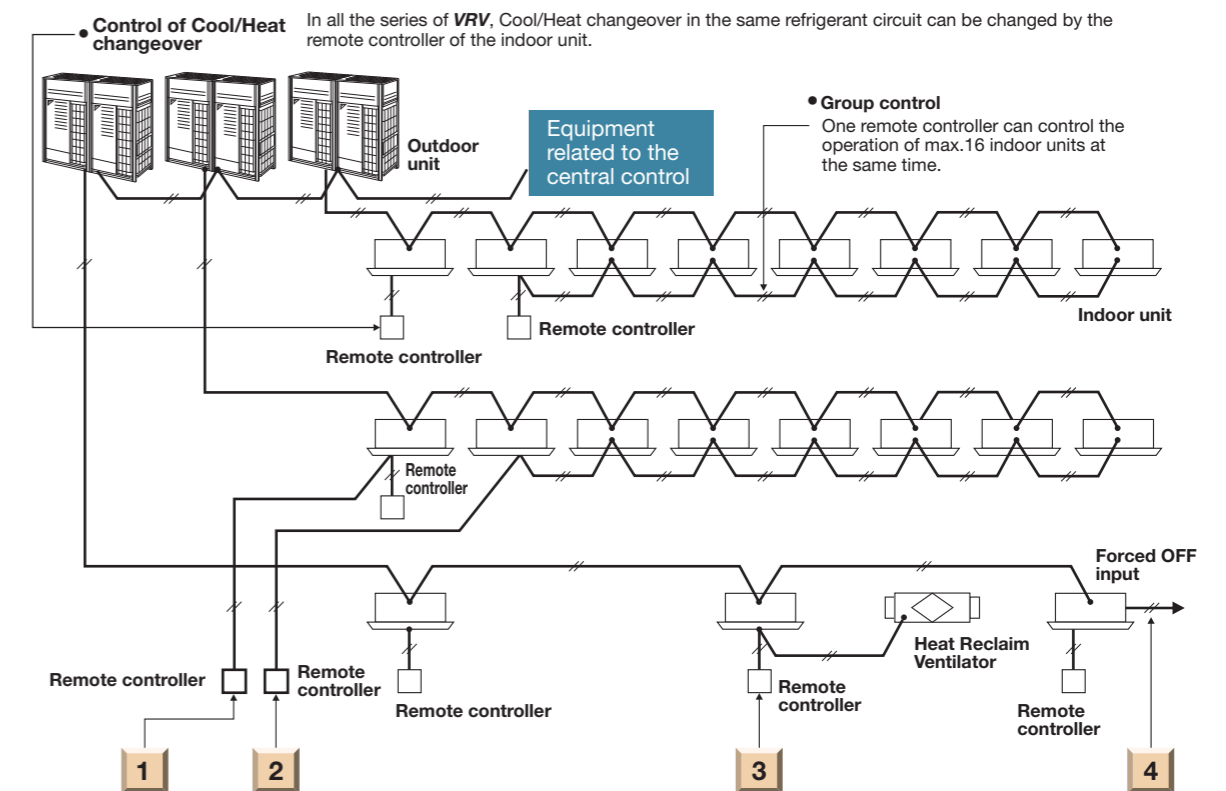 ● Control of Cool/Heat
changeover
In all the series of VRV, Cool/Heat changeover in the same refrigerant circuit can be changed by the
remote controller of the indoor unit.
Outdoor
unit
Equipment
related to the
central control
● Group control
One remote controller can control the
operation of max.16 indoor units at
the same time.
Remote controller
Indoor unit
Remote controller
Remote
controller
Forced OFF
input
Heat Reclaim
Ventilator
Remote controller
Remote
controller
Remote controller
Remote
controller
Remote
controller
1
2
3
4